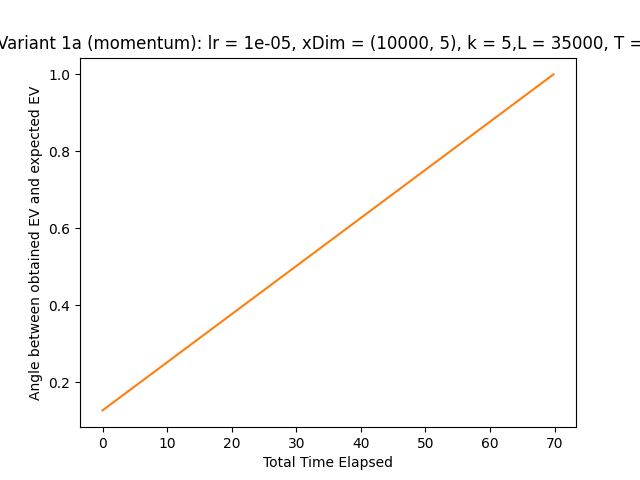 Variant 1a (momentum): lr = 1e-05, xDim = (10000, 5), k = 5,L = 35000, T =
Angle between obtained EV and expected EV
1.0
0.8
0.6
0.4
0.2
0 10 20 30 40 50 60 70
Total Time Elapsed